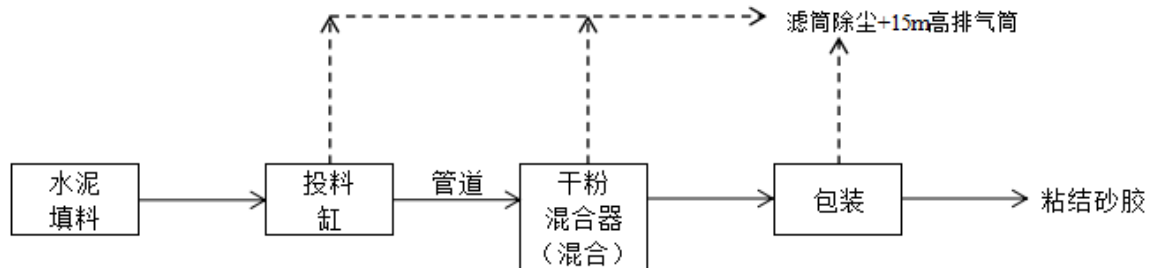 滤筒除尘+15m高排气筒
水泥
填料
投料
缸
管道
干粉
混合器
（混合）
包装
粘结砂胶